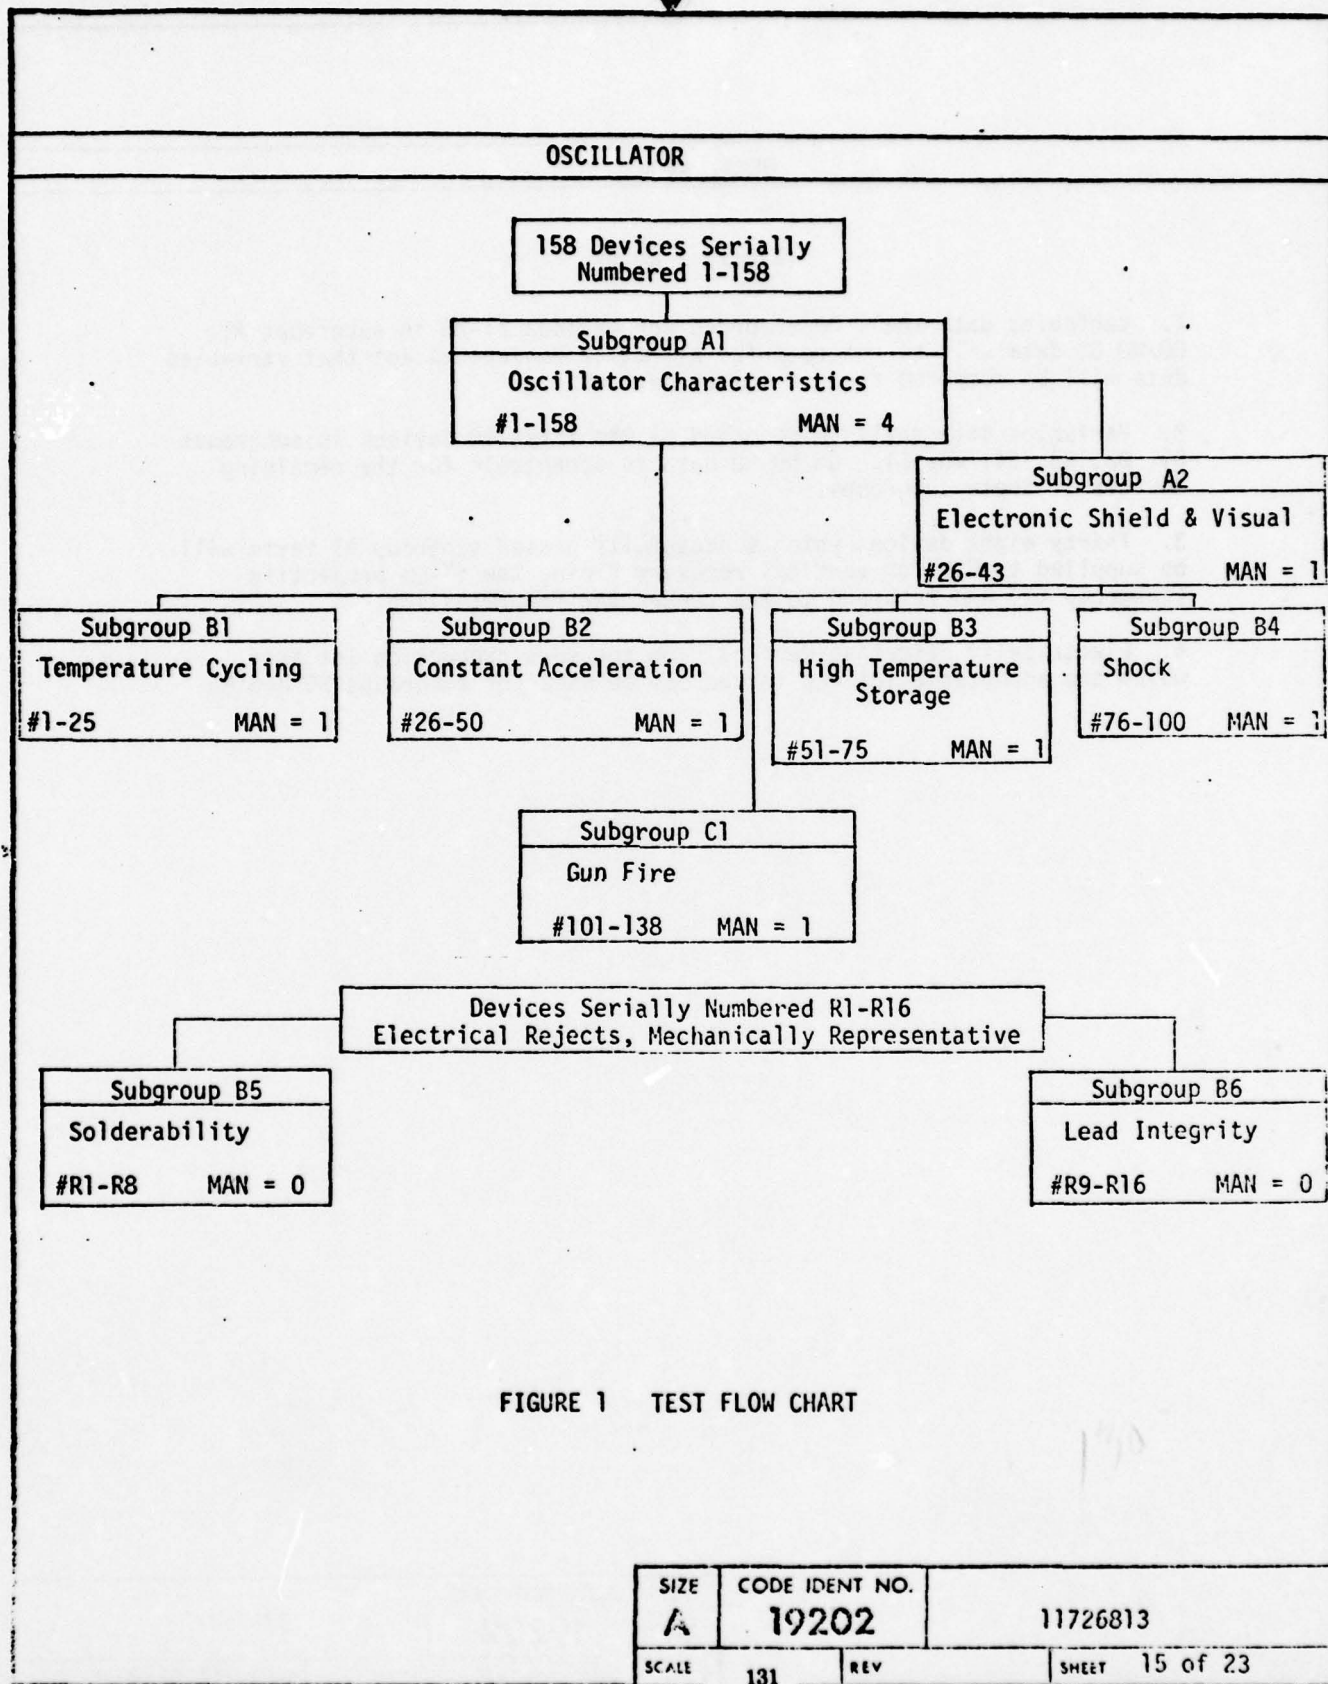 OSCILLATOR
158 Devices Serially
Numbered 1-158
Subgroup A1
Oscillator Characteristics
#1-158 MAN = 4
Subgroup A2
Electronic Shield & Visual
#26-43 MAN = 1
Subgroup B1
Temperature Cycling
#1-25 MAN = 1
Subgroup B2
Constant Acceleration
#26-50 MAN = 1
Subgroup B3
High Temperature
Storage
#51-75 MAN = 1
Subgroup B4
Shock
#76-100 MAN = 1
Subgroup C1
Gun Fire
#101-138 MAN = 1
Devices Serially Numbered R1-R16
Electrical Rejects, Mechanically Representative
Subgroup B5
Solderability
#R1-R8 MAN = 0
Subgroup B6
Lead Integrity
#R9-R16 MAN = 0
FIGURE 1 TEST FLOW CHART
SIZE
A
CODE IDENT NO.
19202
11726813
SCALE
131
REV
SHEET 15 of 23